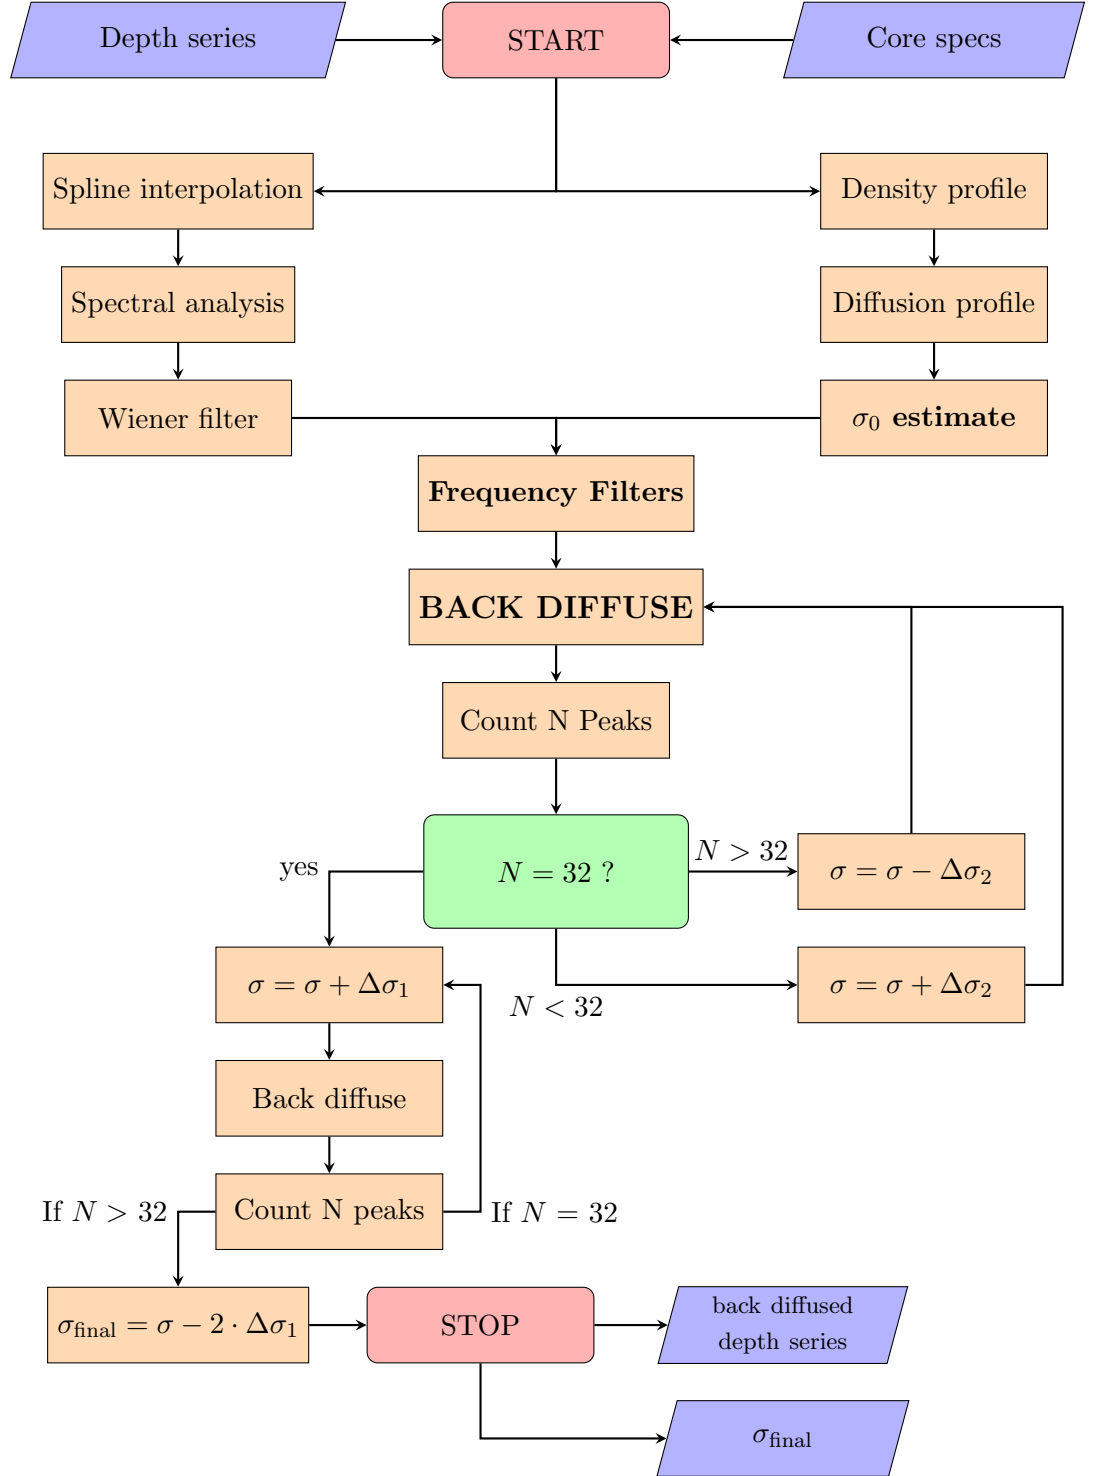 Depth series
START
Core specs
Spline interpolation
Density profile
Spectral analysis
Diffusion profile
Wiener filter
σ₀ estimate
Frequency Filters
BACK DIFFUSE
Count N Peaks
yes
N = 32 ?
N > 32
σ = σ − Δσ₂
σ = σ + Δσ₁
N < 32
σ = σ + Δσ₂
Back diffuse
If N > 32
Count N peaks
If N = 32
σ_final = σ − 2 · Δσ₁
STOP
back diffused
depth series
σ_final